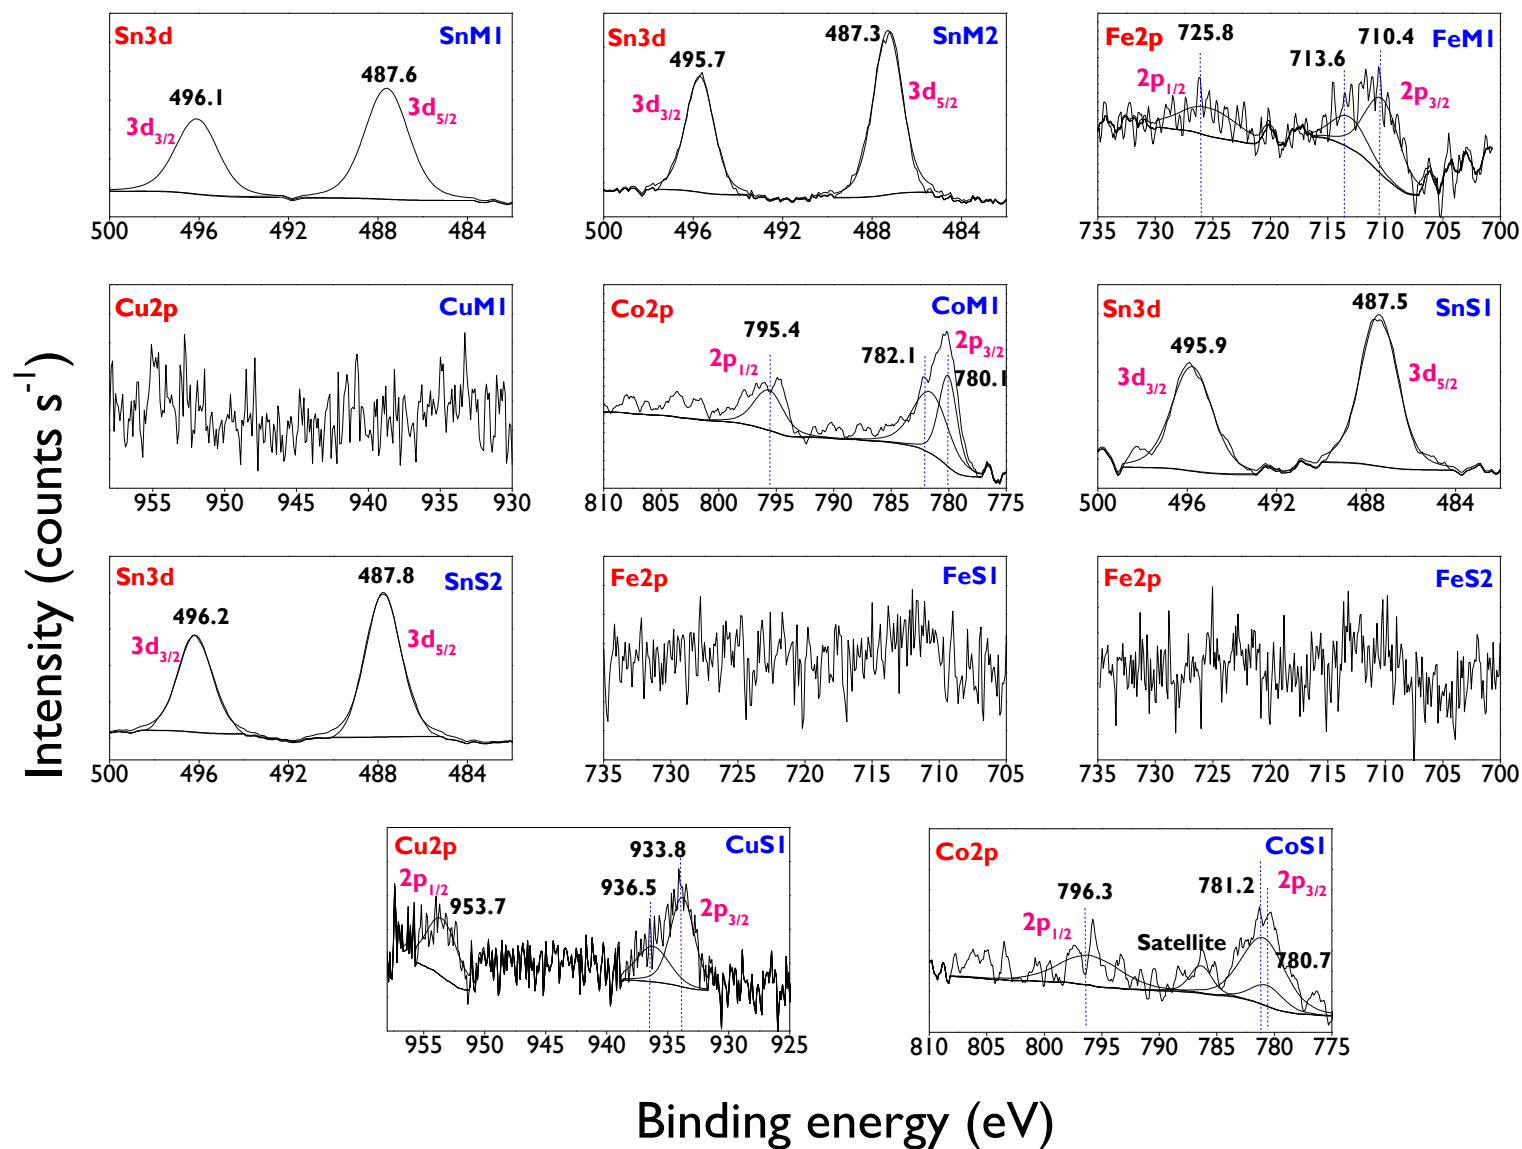 Sn3d SnM1
496.1 487.6
3d3/2 3d5/2
500 496 492 488 484
Sn3d SnM2
495.7 487.3
3d3/2 3d5/2
500 496 492 488 484
Fe2p 725.8 713.6 710.4 FeM1
2p1/2 2p3/2
735 730 725 720 715 710 705 700
Cu2p CuM1
955 950 945 940 935 930
Co2p CoM1
795.4 782.1 780.1
2p1/2 2p3/2
810 805 800 795 790 785 780 775
Sn3d SnS1
495.9 487.5
3d3/2 3d5/2
500 496 492 488 484
Sn3d SnS2
496.2 487.8
3d3/2 3d5/2
500 496 492 488 484
Fe2p FeS1
735 730 725 720 715 710 705
Fe2p FeS2
735 730 725 720 715 710 705 700
Cu2p CuS1
2p1/2 953.7 936.5 933.8 2p3/2
955 950 945 940 935 930 925
Co2p CoS1
796.3 781.2 780.7
2p1/2 Satellite 2p3/2
810 805 800 795 790 785 780 775
Intensity (counts s-1)
Binding energy (eV)